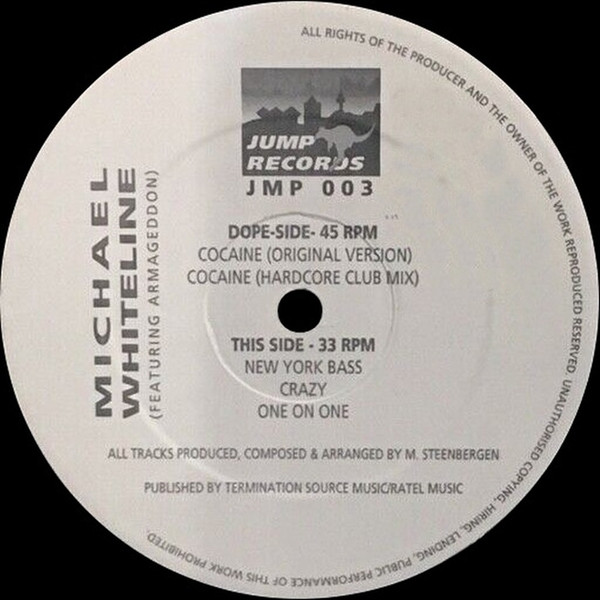 ALL RIGHTS OF THE PRODUCER AND THE OWNER OF THE WORK REPRODUCED RESERVED. UNAUTHORISED COPYING, HIRING, LENDING, PUBLIC PERFORMANCE OF THIS WORK PROHIBITED.
JUMP
RECORDS
JMP 003
MICHAEL
WHITELINE
(FEATURING ARMAGEDDON)
DOPE-SIDE- 45 RPM
COCAINE (ORIGINAL VERSION)
COCAINE (HARDCORE CLUB MIX)
THIS SIDE - 33 RPM
NEW YORK BASS
CRAZY
ONE ON ONE
ALL TRACKS PRODUCED, COMPOSED & ARRANGED BY M. STEENBERGEN
PUBLISHED BY TERMINATION SOURCE MUSIC/RATEL MUSIC